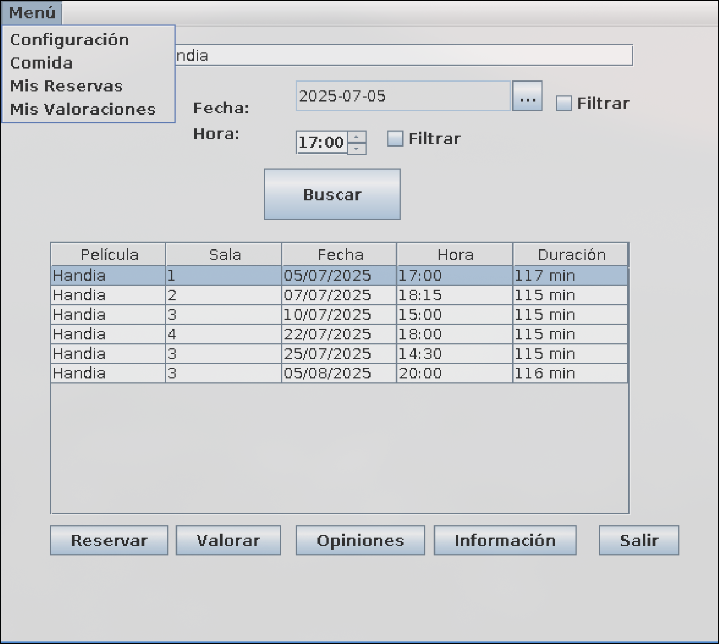 Menú
Configuración
Comida
Mis Reservas
Mis Valoraciones
ndia
Fecha: 2025-07-05 ... Filtrar
Hora: 17:00 Filtrar
Buscar
Película Sala Fecha Hora Duración
Handia 1 05/07/2025 17:00 117 min
Handia 2 07/07/2025 18:15 115 min
Handia 3 10/07/2025 15:00 115 min
Handia 4 22/07/2025 18:00 115 min
Handia 3 25/07/2025 14:30 115 min
Handia 3 05/08/2025 20:00 116 min
Reservar Valorar Opiniones Información Salir